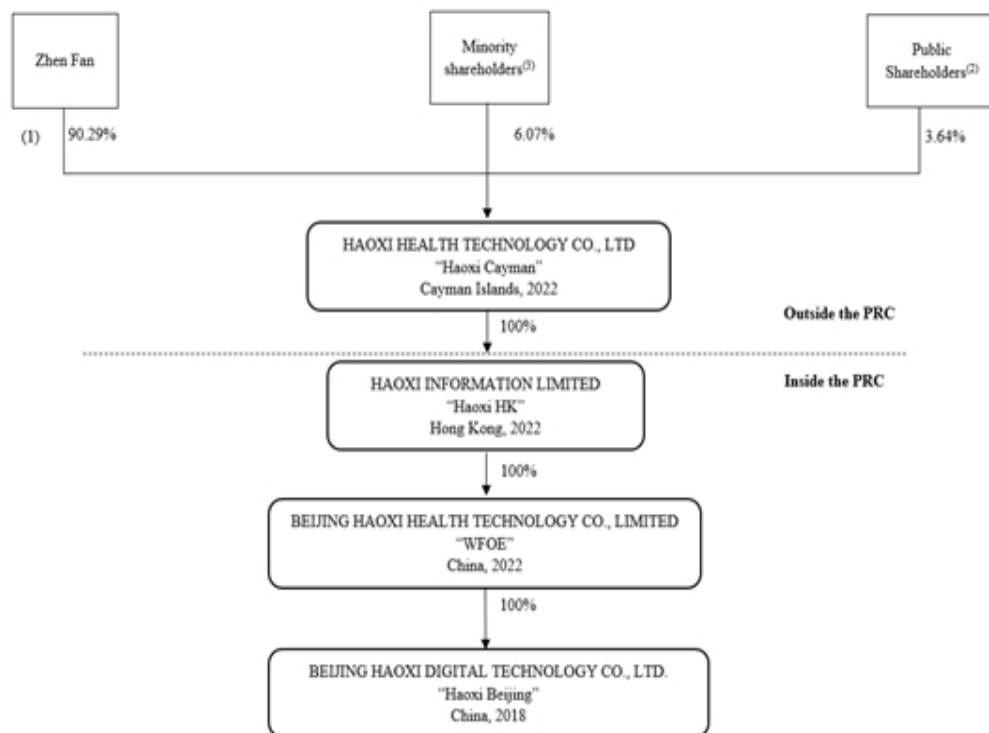 Zhen Fan
Minority
shareholders(3)
Public
Shareholders(2)
(1) 90.29%
6.07%
3.64%
HAOXI HEALTH TECHNOLOGY CO., LTD
“Haoxi Cayman”
Cayman Islands, 2022
Outside the PRC
100%
Inside the PRC
HAOXI INFORMATION LIMITED
“Haoxi HK”
Hong Kong, 2022
100%
BEIJING HAOXI HEALTH TECHNOLOGY CO., LIMITED
“WFOE”
China, 2022
100%
BEIJING HAOXI DIGITAL TECHNOLOGY CO., LTD.
“Haoxi Beijing”
China, 2018